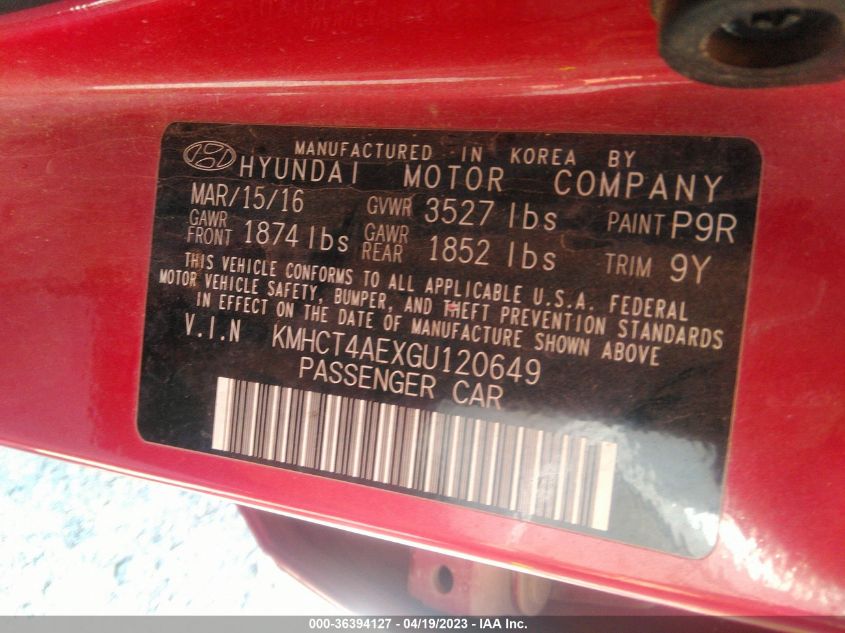 MANUFACTURED IN KOREA BY
HYUNDAI MOTOR COMPANY
MAR/15/16 GVWR 3527 lbs PAINT P9R
GAWR FRONT 1874 lbs GAWR REAR 1852 lbs TRIM 9Y
THIS VEHICLE CONFORMS TO ALL APPLICABLE U.S.A. FEDERAL
MOTOR VEHICLE SAFETY, BUMPER, AND THEFT PREVENTION STANDARDS
IN EFFECT ON THE DATE OF MANUFACTURE SHOWN ABOVE
V.I.N KMHCT4AEXGU120649
PASSENGER CAR
000-36394127 - 04/19/2023 - IAA Inc.